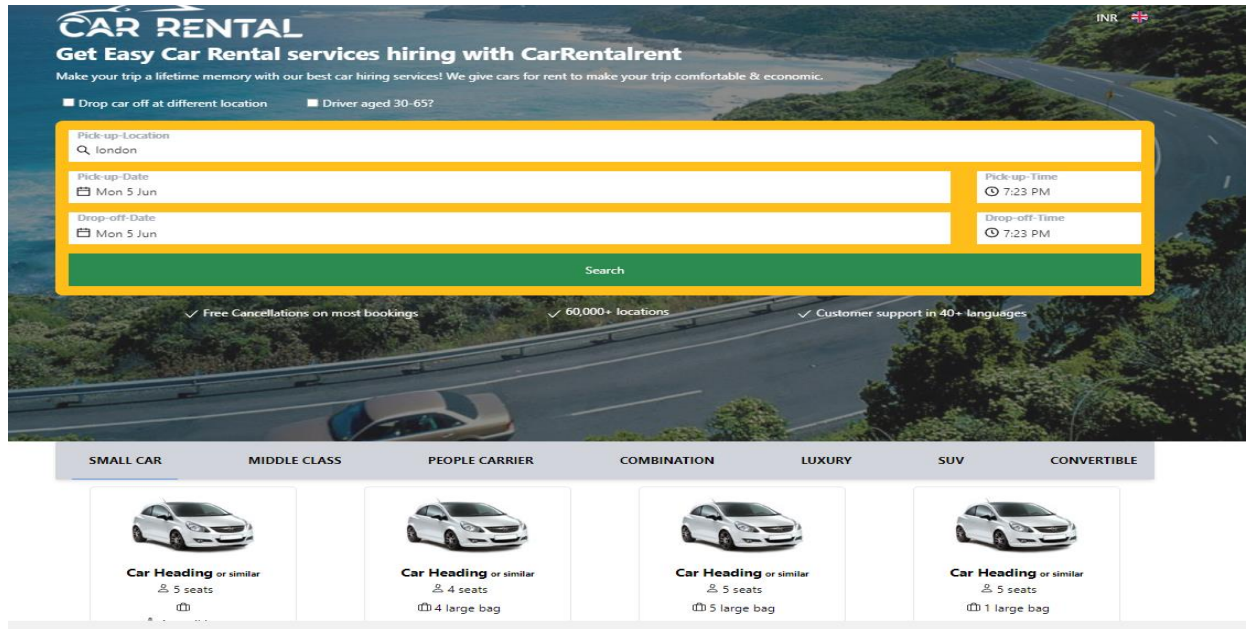 CAR RENTAL
INR
Get Easy Car Rental services hiring with CarRentalrent
Make your trip a lifetime memory with our best car hiring services! We give cars for rent to make your trip comfortable & economic.
Drop car off at different location Driver aged 30-65?
Pick-up-Location
london
Pick-up-Date Pick-up-Time
Mon 5 Jun 7:23 PM
Drop-off-Date Drop-off-Time
Mon 5 Jun 7:23 PM
Search
Free Cancellations on most bookings 60,000+ locations Customer support in 40+ languages
SMALL CAR MIDDLE CLASS PEOPLE CARRIER COMBINATION LUXURY SUV CONVERTIBLE
Car Heading or similar Car Heading or similar Car Heading or similar Car Heading or similar
5 seats 4 seats 5 seats 5 seats
4 large bag 5 large bag 1 large bag